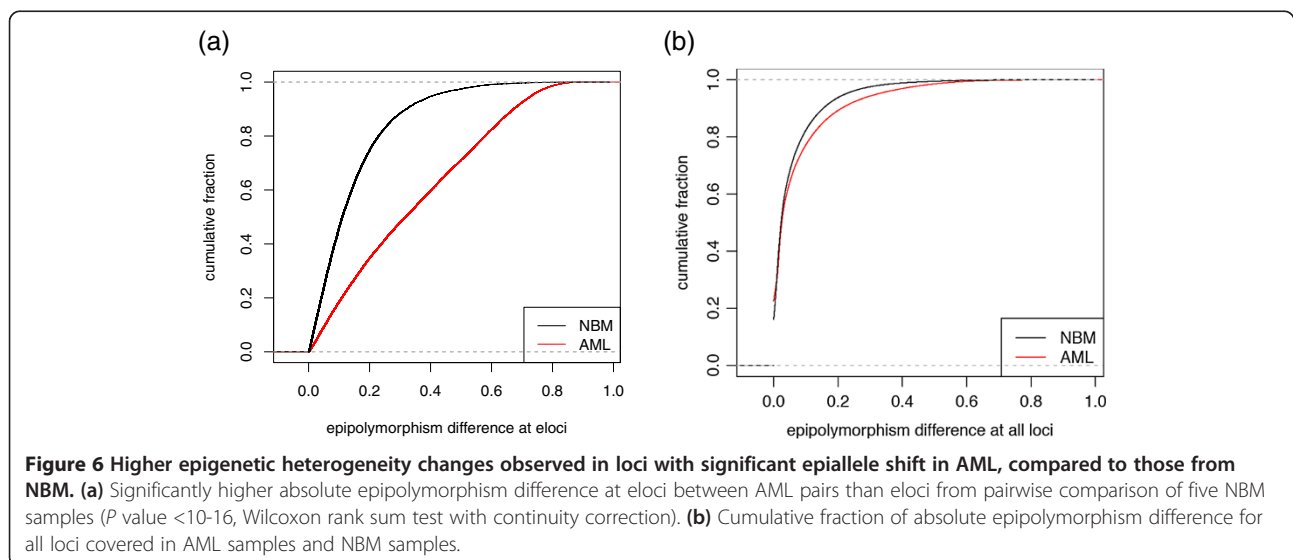 (a)
1.0
0.8
0.6
0.4
0.2
0.0
cumulative fraction
NBM
AML
0.0 0.2 0.4 0.6 0.8 1.0
epipolymorphism difference at eloci
(b)
1.0
0.8
0.6
0.4
0.2
0.0
cumulative fraction
NBM
AML
0.0 0.2 0.4 0.6 0.8 1.0
epipolymorphism difference at all loci
Figure 6 Higher epigenetic heterogeneity changes observed in loci with significant epiallele shift in AML, compared to those from
NBM. (a) Significantly higher absolute epipolymorphism difference at eloci between AML pairs than eloci from pairwise comparison of five NBM
samples (P value <10-16, Wilcoxon rank sum test with continuity correction). (b) Cumulative fraction of absolute epipolymorphism difference for
all loci covered in AML samples and NBM samples.